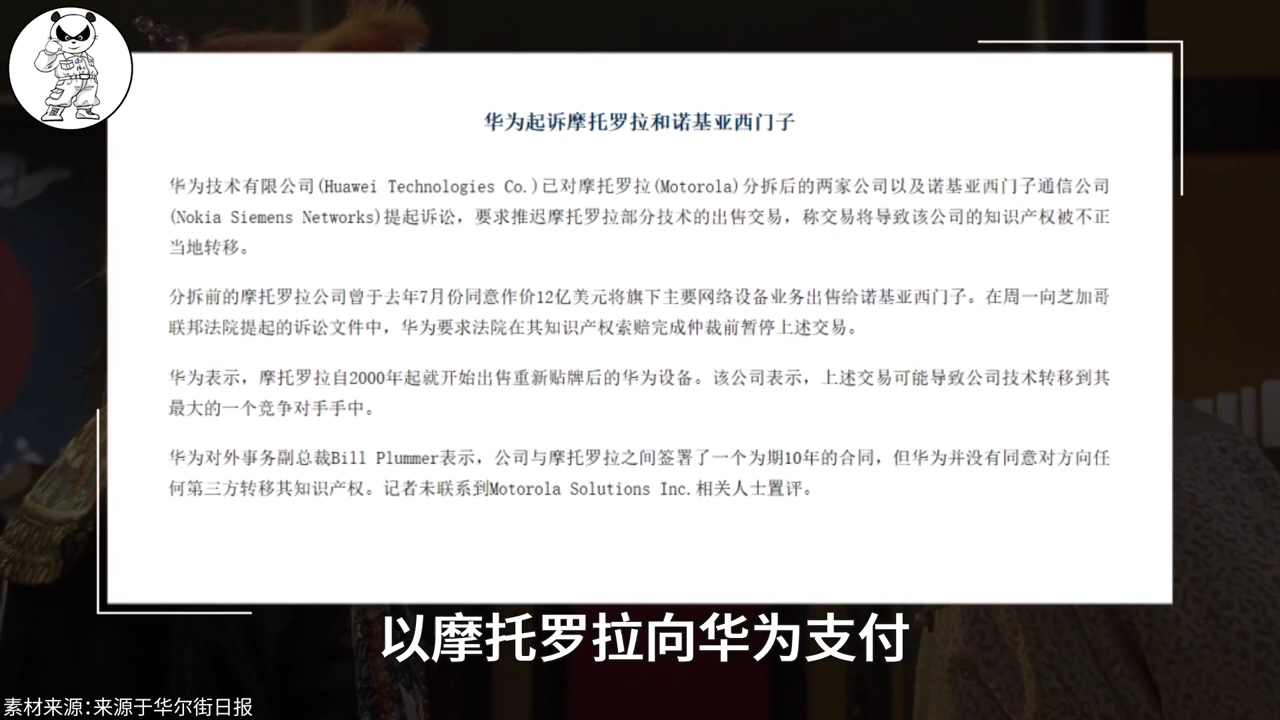 华为起诉摩托罗拉和诺基亚西门子
华为技术有限公司(Huawei Technologies Co.)已对摩托罗拉(Motorola)分拆后的两家公司以及诺基亚西门子通信公司
(Nokia Siemens Networks)提起诉讼，要求推迟摩托罗拉部分技术的出售交易，称交易将导致该公司的知识产权被不正
当地转移。
分拆前的摩托罗拉公司曾于去年7月份同意作价12亿美元将旗下主要网络设备业务出售给诺基亚西门子。在周一向芝加哥
联邦法院提起的诉讼文件中，华为要求法院在其知识产权索赔完成仲裁前暂停上述交易。
华为表示，摩托罗拉自2000年起就开始出售重新贴牌后的华为设备。该公司表示，上述交易可能导致公司技术转移到其
最大的一个竞争对手手中。
华为对外事务副总裁Bill Plummer表示，公司与摩托罗拉之间签署了一个为期10年的合同，但华为并没有同意对方向任
何第三方转移其知识产权。记者未联系到Motorola Solutions Inc.相关人士置评。
以摩托罗拉向华为支付
素材来源:来源于华尔街日报